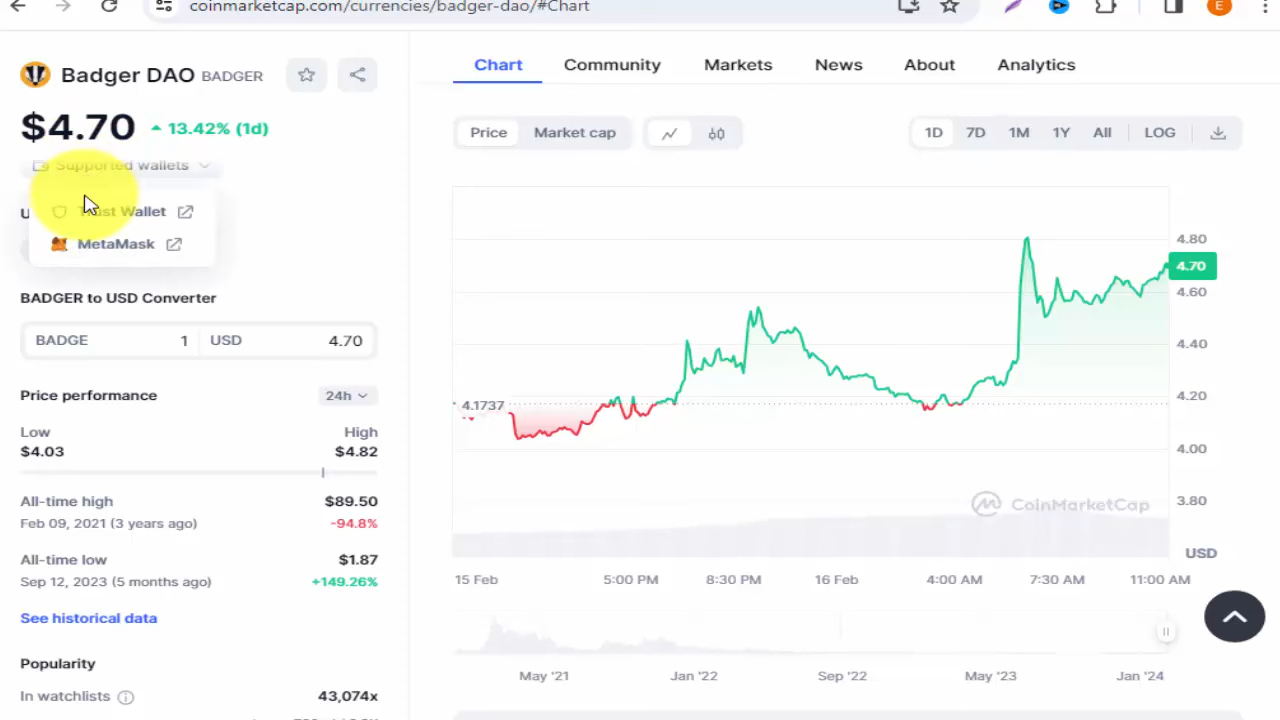 coinmarketcap.com/currencies/badger-dao/#Chart
E
Badger DAO BADGER
$4.70 13.42% (1d)
Supported wallets
U
Trust Wallet
MetaMask
BADGER to USD Converter
BADGE 1 USD 4.70
Price performance 24h
Low High
$4.03 $4.82
All-time high $89.50
Feb 09, 2021 (3 years ago) -94.8%
All-time low $1.87
Sep 12, 2023 (5 months ago) +149.26%
See historical data
Popularity
In watchlists 43,074x
Chart Community Markets News About Analytics
Price Market cap 1D 7D 1M 1Y All LOG
4.80
4.70
4.60
4.40
4.20
4.1737
4.00
3.80
CoinMarketCap
USD
15 Feb 5:00 PM 8:30 PM 16 Feb 4:00 AM 7:30 AM 11:00 AM
May '21 Jan '22 Sep '22 May '23 Jan '24